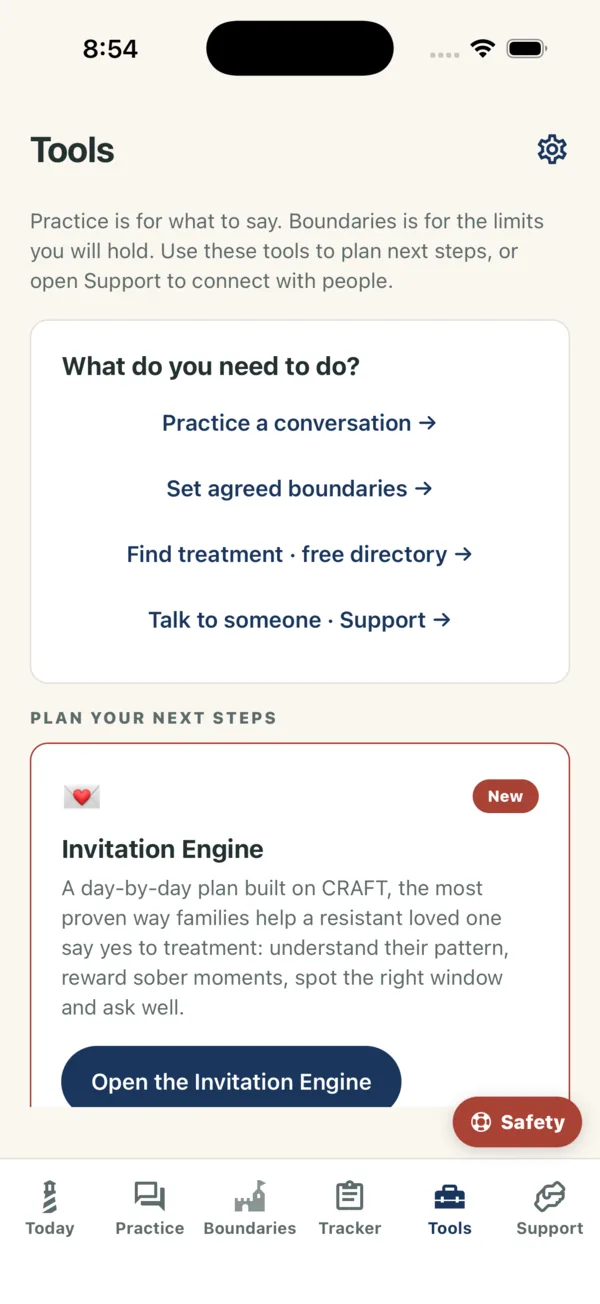 8:54
Tools
Practice is for what to say. Boundaries is for the limits
you will hold. Use these tools to plan next steps, or
open Support to connect with people.
What do you need to do?
Practice a conversation →
Set agreed boundaries →
Find treatment · free directory →
Talk to someone · Support →
PLAN YOUR NEXT STEPS
New
Invitation Engine
A day-by-day plan built on CRAFT, the most
proven way families help a resistant loved one
say yes to treatment: understand their pattern,
reward sober moments, spot the right window
and ask well.
Open the Invitation Engine
Safety
Today Practice Boundaries Tracker Tools Support